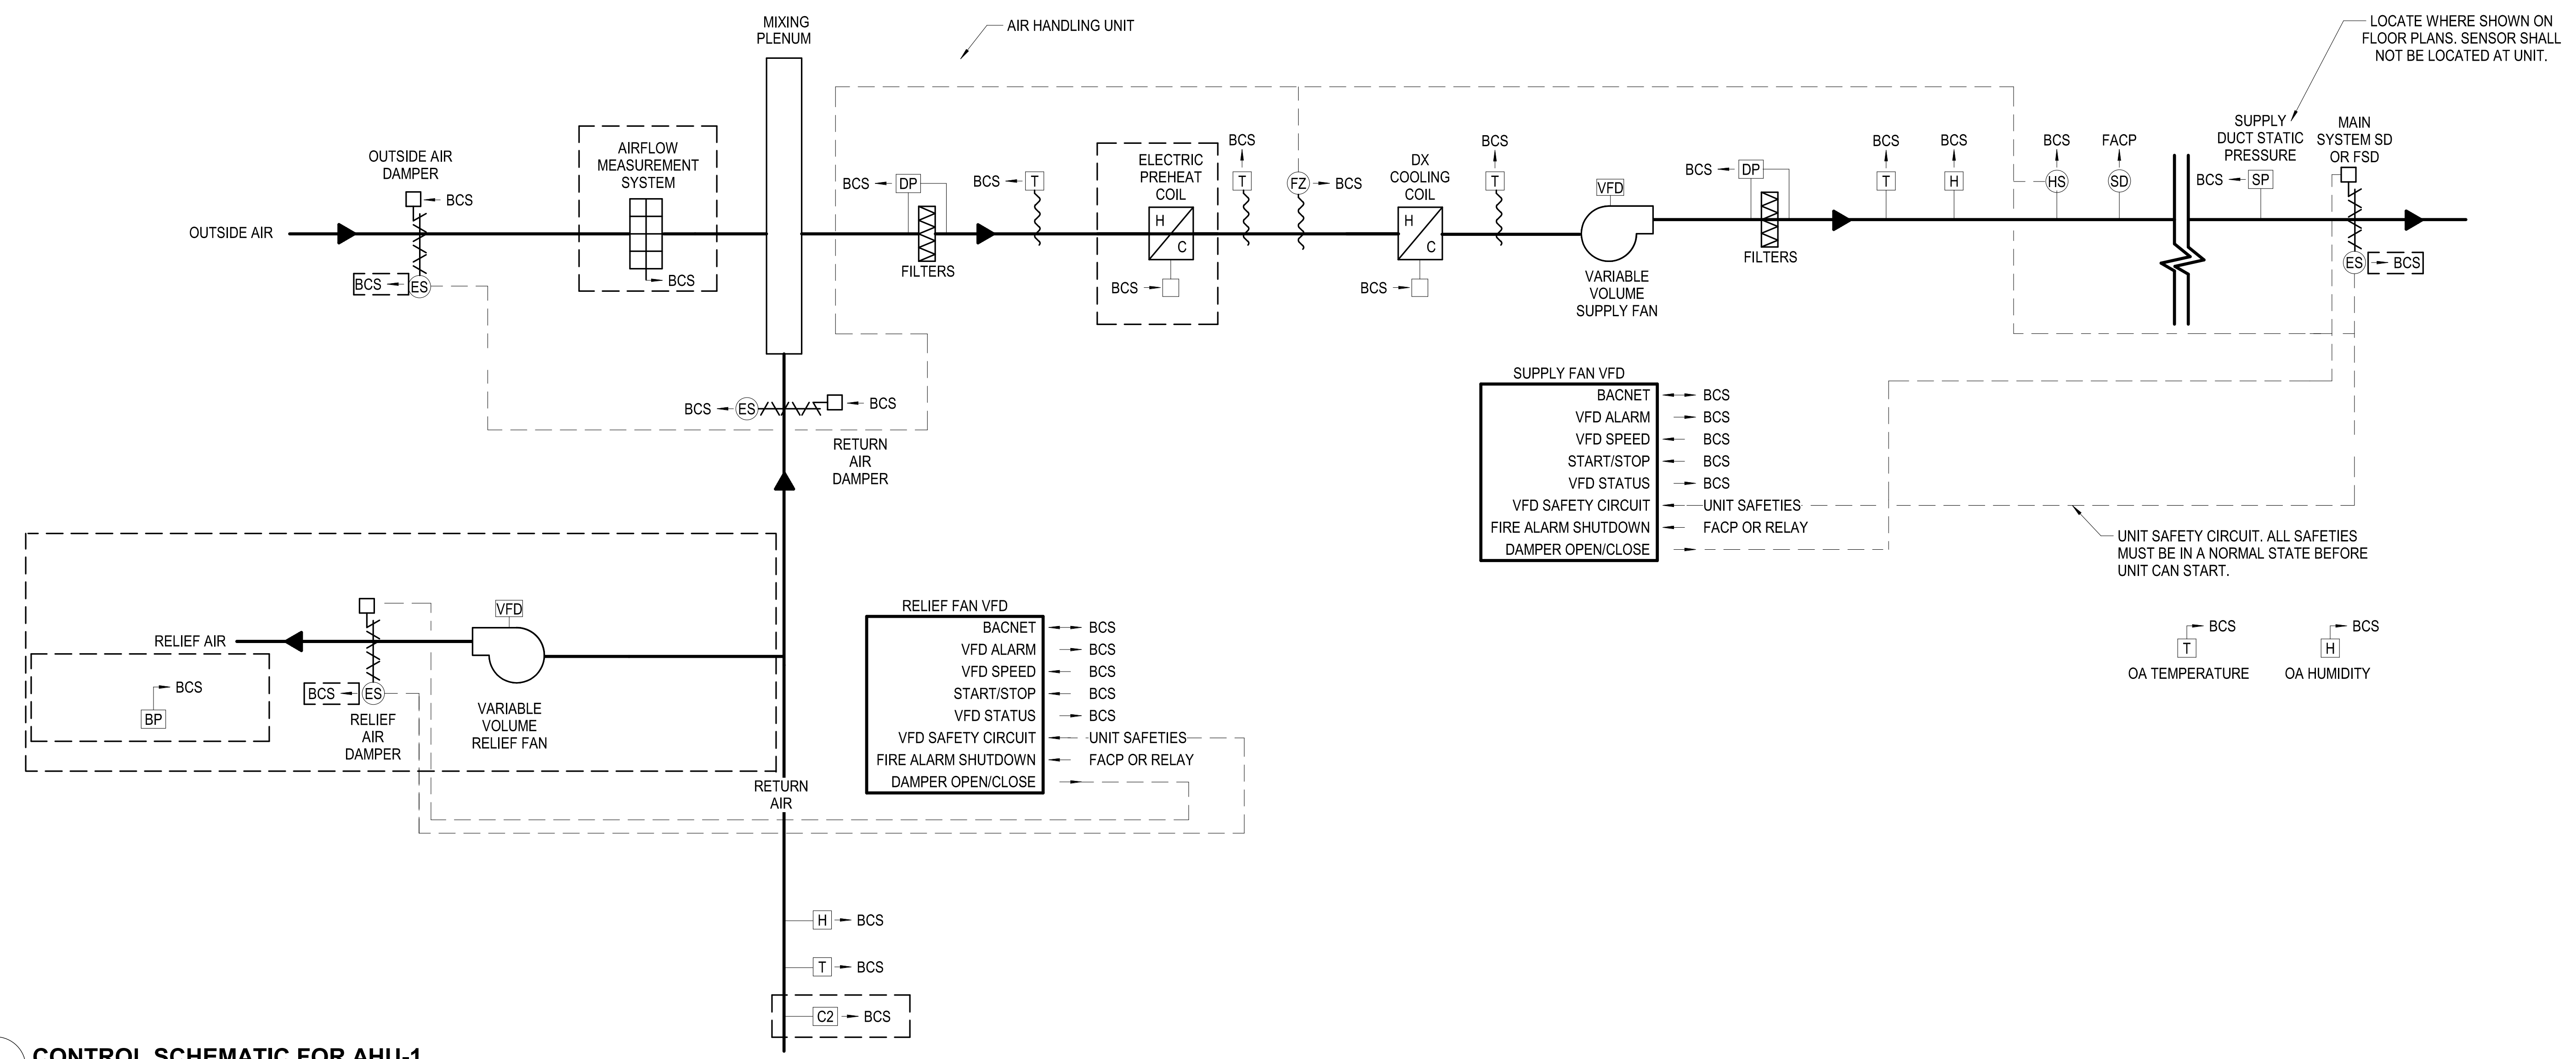 MIXING
PLENUM
AIR HANDLING UNIT
LOCATE WHERE SHOWN ON
FLOOR PLANS. SENSOR SHALL
NOT BE LOCATED AT UNIT.
OUTSIDE AIR
DAMPER
BCS
AIRFLOW
MEASUREMENT
SYSTEM
BCS
OUTSIDE AIR
BCS
ES
BCS
DP
FILTERS
BCS
T
ELECTRIC
PREHEAT
COIL
H
C
BCS
BCS
T
FZ
BCS
DX
COOLING
COIL
H
C
BCS
BCS
T
VFD
VARIABLE
VOLUME
SUPPLY FAN
BCS
DP
FILTERS
BCS
T
BCS
H
BCS
HS
FACP
SD
SUPPLY
DUCT STATIC
PRESSURE
BCS
SP
MAIN
SYSTEM SD
OR FSD
ES
BCS
BCS
ES
BCS
RETURN
AIR
DAMPER
SUPPLY FAN VFD
BACNET
BCS
VFD ALARM
BCS
VFD SPEED
BCS
START/STOP
BCS
VFD STATUS
BCS
VFD SAFETY CIRCUIT
UNIT SAFETIES
FIRE ALARM SHUTDOWN
FACP OR RELAY
DAMPER OPEN/CLOSE
UNIT SAFETY CIRCUIT. ALL SAFETIES
MUST BE IN A NORMAL STATE BEFORE
UNIT CAN START.
RELIEF AIR
BCS
BP
BCS
ES
RELIEF
AIR
DAMPER
VFD
VARIABLE
VOLUME
RELIEF FAN
RELIEF FAN VFD
BACNET
BCS
VFD ALARM
BCS
VFD SPEED
BCS
START/STOP
BCS
VFD STATUS
BCS
VFD SAFETY CIRCUIT
UNIT SAFETIES
FIRE ALARM SHUTDOWN
FACP OR RELAY
DAMPER OPEN/CLOSE
BCS
T
OA TEMPERATURE
BCS
H
OA HUMIDITY
RETURN
AIR
H
BCS
T
BCS
C2
BCS
CONTROL SCHEMATIC FOR AHU-1